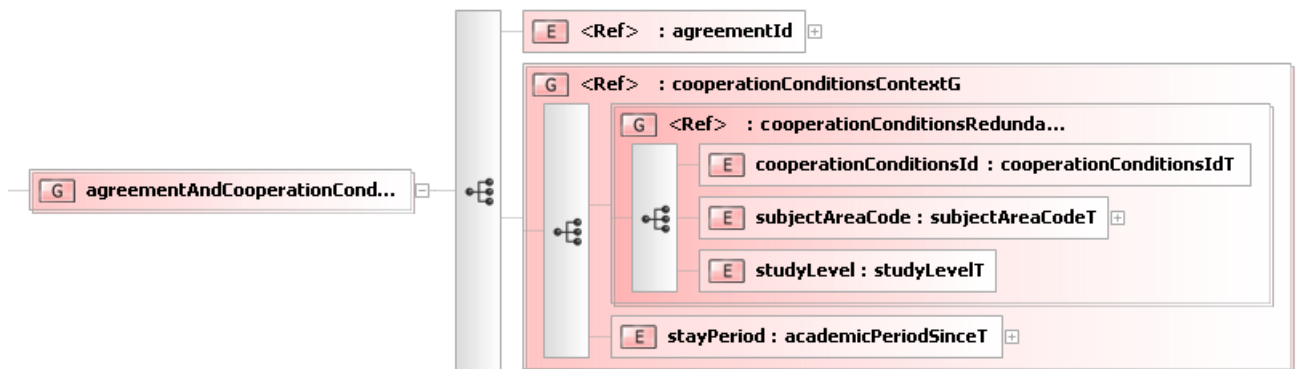 E <Ref> : agreementId
G <Ref> : cooperationConditionsContextG
G <Ref> : cooperationConditionsRedunda...
E cooperationConditionsId : cooperationConditionsIdT
G agreementAndCooperationCond...
E subjectAreaCode : subjectAreaCodeT
E studyLevel : studyLevelT
E stayPeriod : academicPeriodSinceT